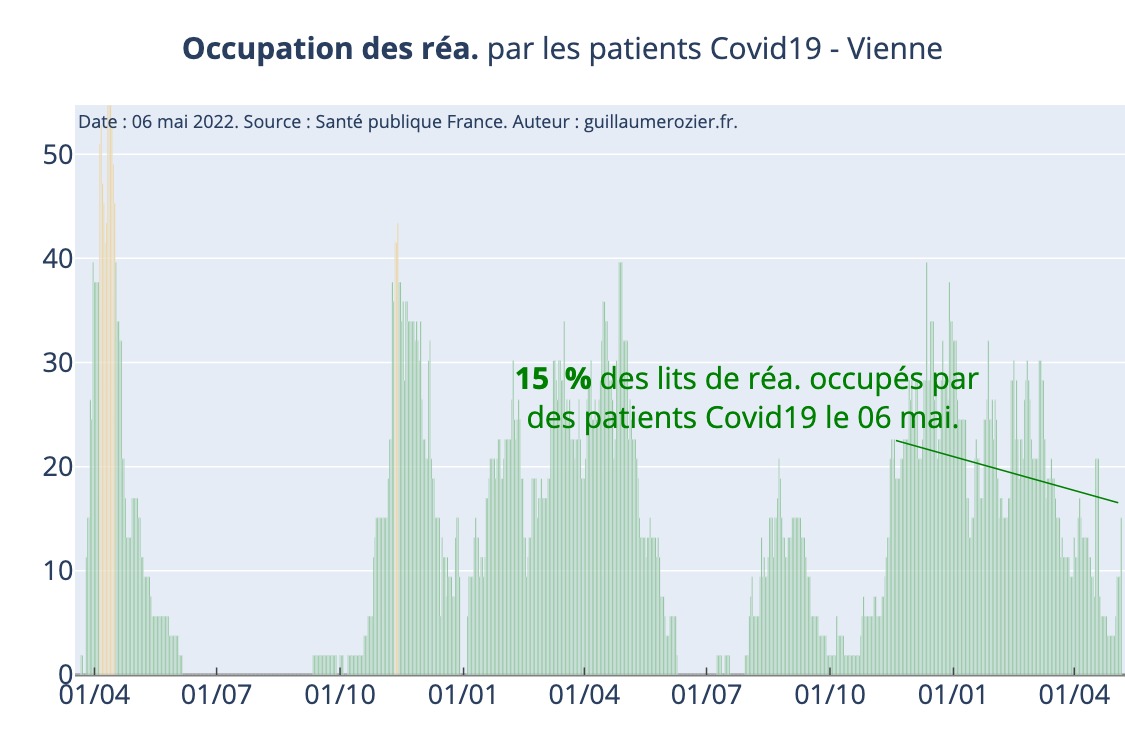 Occupation des réa. par les patients Covid19 - Vienne
Date : 06 mai 2022. Source : Santé publique France. Auteur : guillaumerozier.fr.
50
40
30
15 % des lits de réa. occupés par
des patients Covid19 le 06 mai.
20
10
0
01/04 01/07 01/10 01/01 01/04 01/07 01/10 01/01 01/04